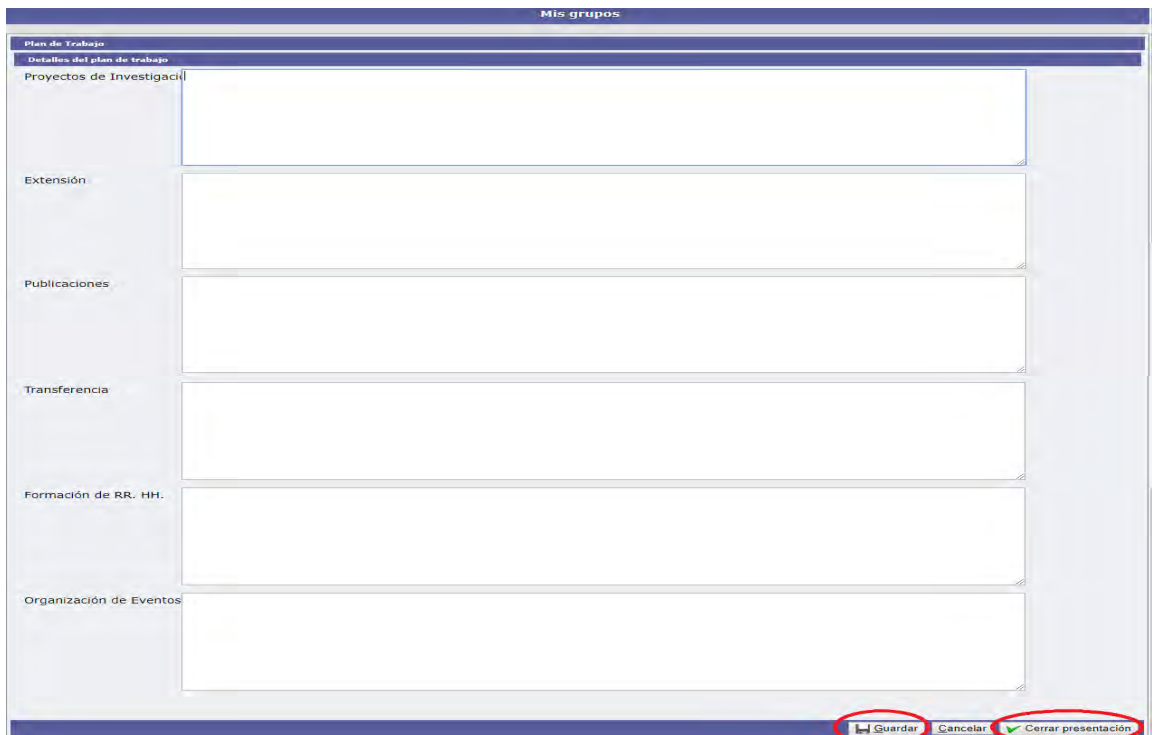 Mis grupos
Plan de Trabajo
Detalles del plan de trabajo
Proyectos de Investigació
Extensión
Publicaciones
Transferencia
Formación de RR. HH.
Organización de Eventos
Guardar Cancelar Cerrar presentación